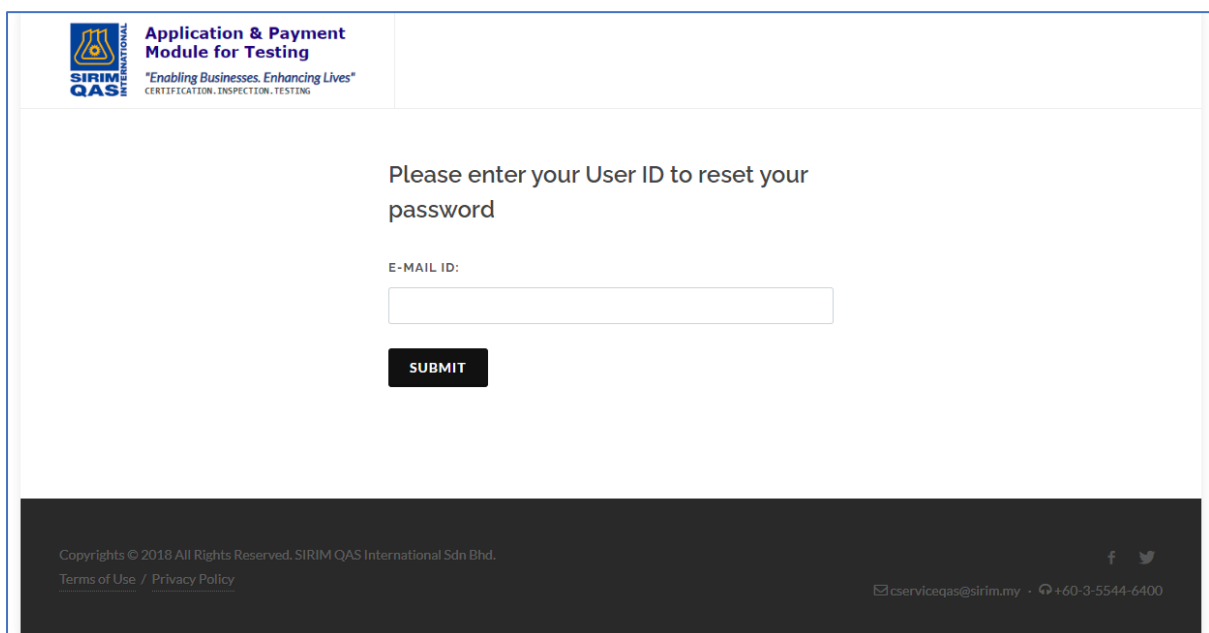 SIRIM
QAS
INTERNATIONAL
Application & Payment
Module for Testing
"Enabling Businesses. Enhancing Lives"
CERTIFICATION.INSPECTION.TESTING
Please enter your User ID to reset your
password
E-MAIL ID:
SUBMIT
Copyrights © 2018 All Rights Reserved. SIRIM QAS International Sdn Bhd.
Terms of Use / Privacy Policy
cserviceqas@sirim.my · +60-3-5544-6400